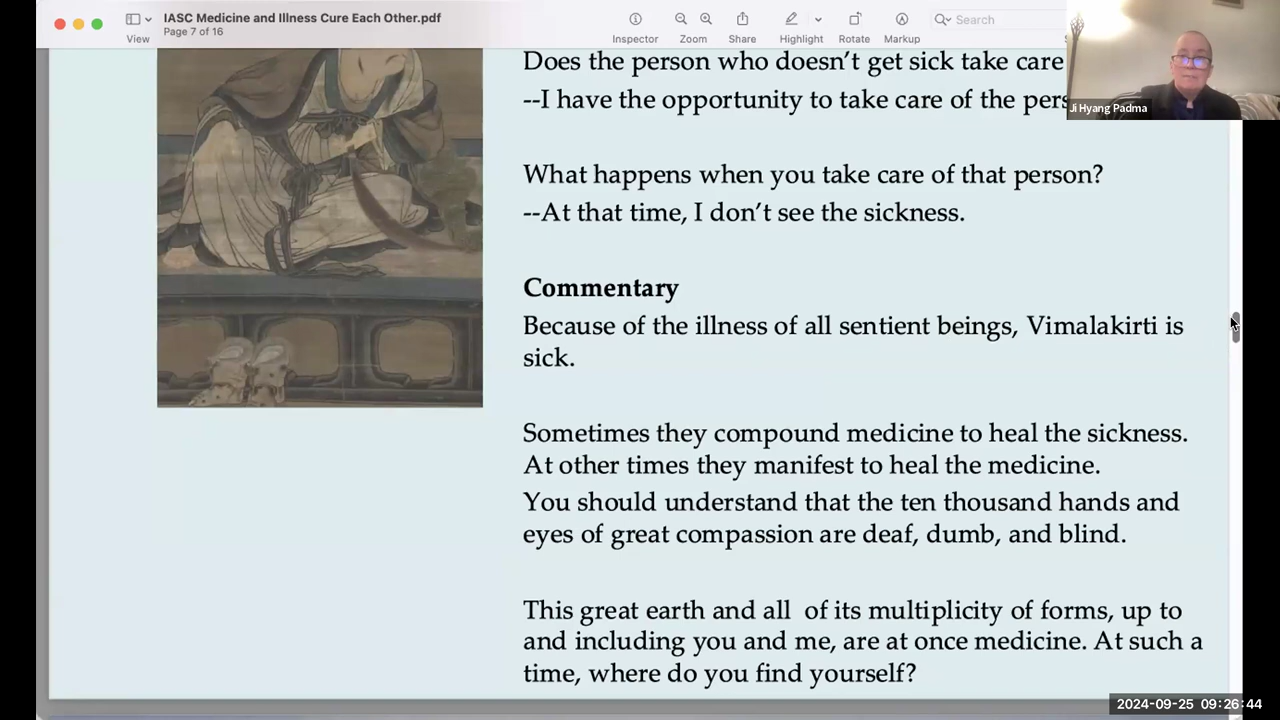 IASC Medicine and Illness Cure Each Other.pdf
Page 7 of 16
View
Inspector
Zoom
Share
Highlight
Rotate
Markup
Search
Ji Hyang Padma
Does the person who doesn't get sick take care
--I have the opportunity to take care of the
What happens when you take care of that person?
--At that time, I don't see the sickness.
Commentary
Because of the illness of all sentient beings, Vimalakirti is
sick.
Sometimes they compound medicine to heal the sickness.
At other times they manifest to heal the medicine.
You should understand that the ten thousand hands and
eyes of great compassion are deaf, dumb, and blind.
This great earth and all of its multiplicity of forms, up to
and including you and me, are at once medicine. At such a
time, where do you find yourself?
2024-09-25 09:26:44